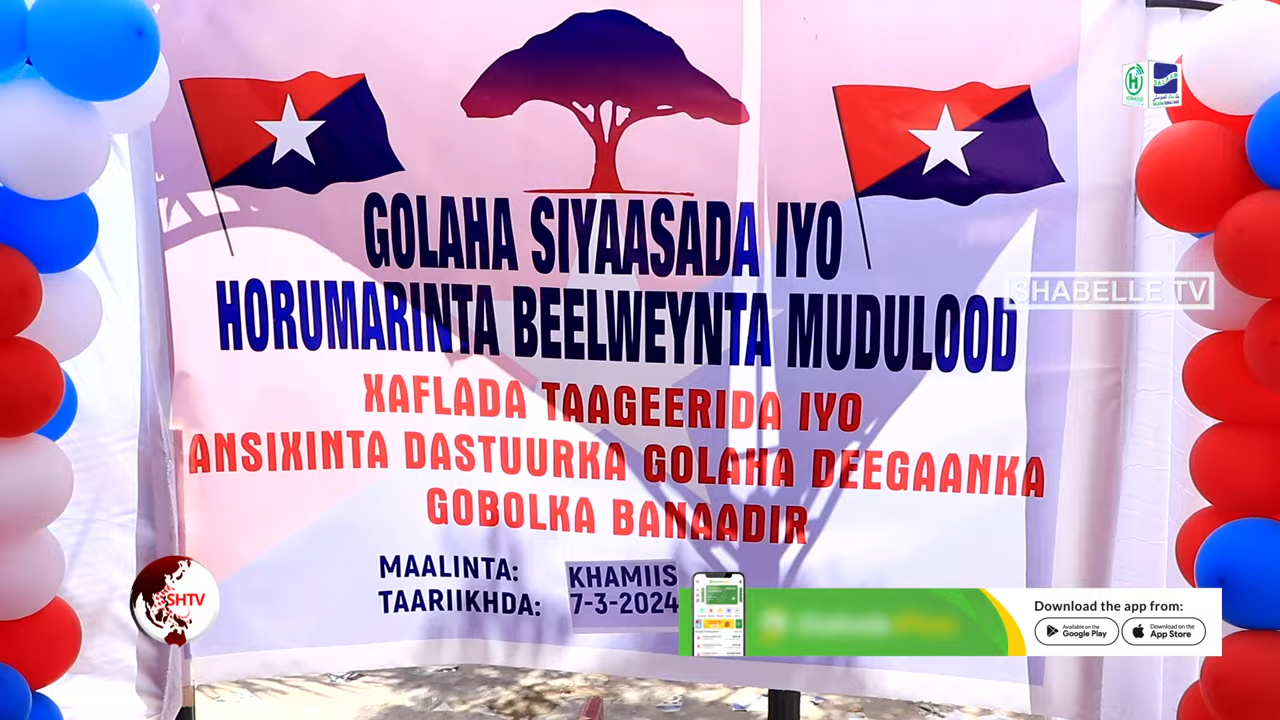 GOLAHA SIYAASADA IYO
HORUMARINTA BEELWEYNTA MUDULOOD
SHABELLE TV
XAFLADA TAAGEERIDA IYO
ANSIXINTA DASTUURKA GOLAHA DEEGAANKA
GOBOLKA BANAADIR
MAALINTA: KHAMIIS
TAARIIKHDA: 7-3-2024
SHTV
Download the app from:
Available on the Google Play
Download on the App Store